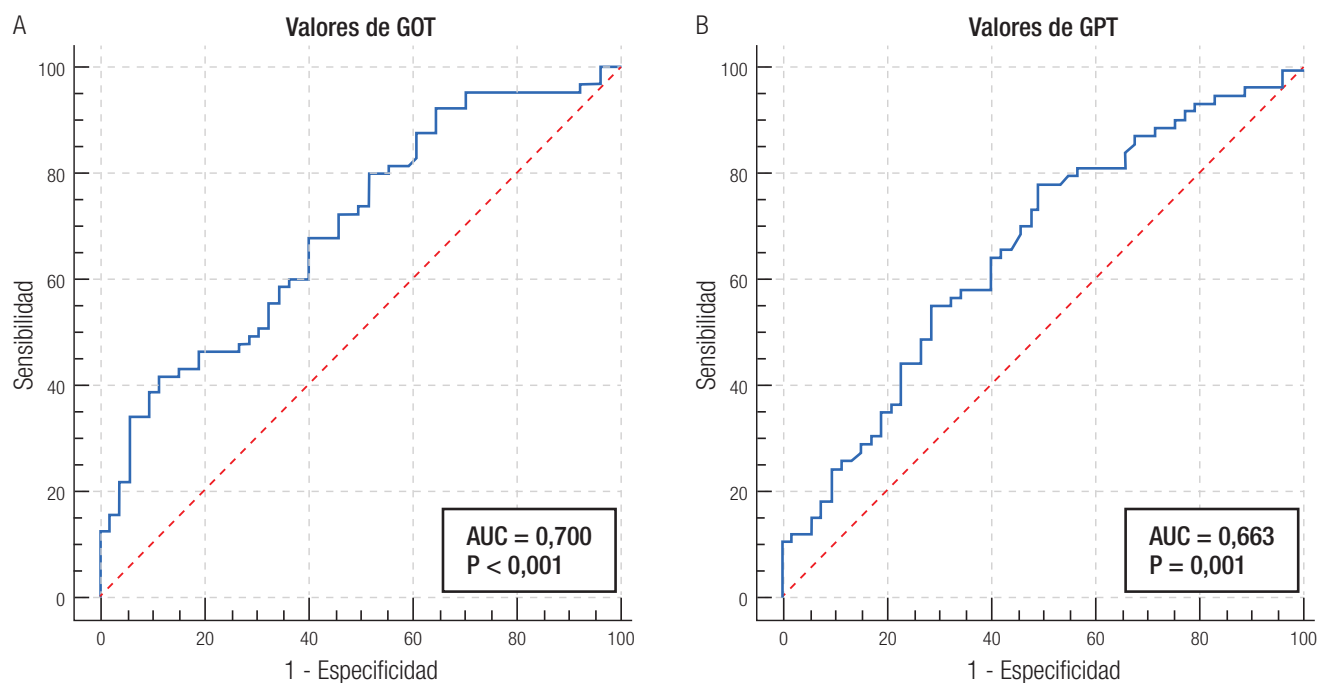 A
Valores de GOT
100
80
60
40
20
0
Sensibilidad
AUC = 0,700
P < 0,001
0
20
40
60
80
100
1 - Especificidad
B
Valores de GPT
100
80
60
40
20
0
Sensibilidad
AUC = 0,663
P = 0,001
0
20
40
60
80
100
1 - Especificidad